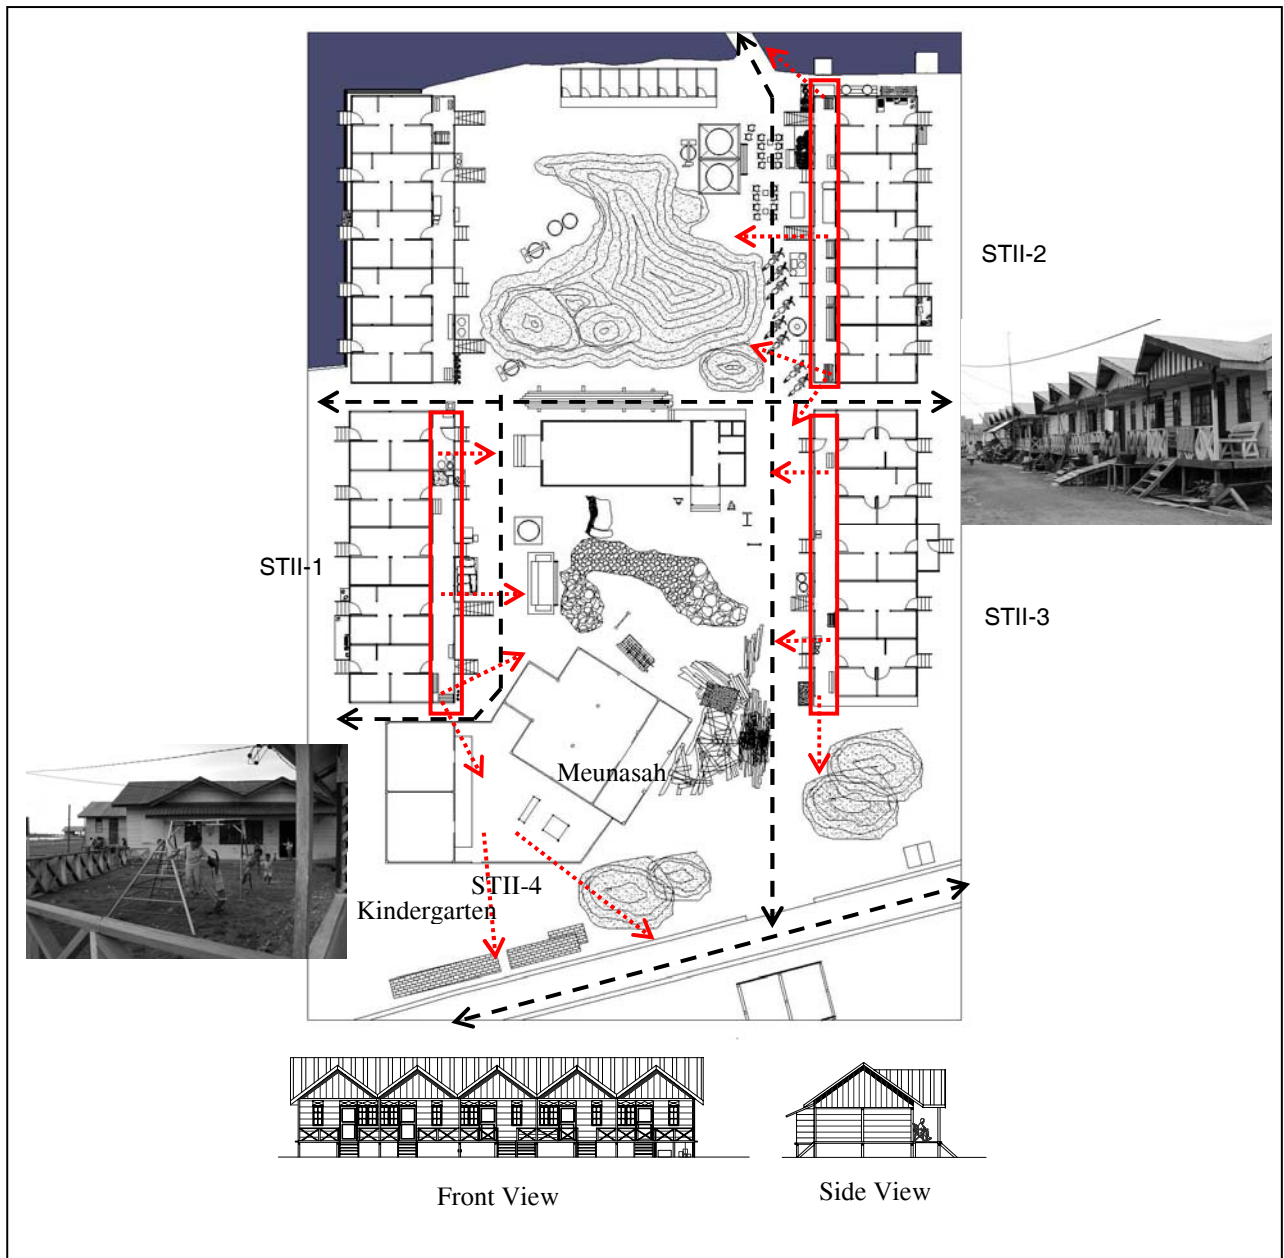 STII-2
STII-1
STII-3
Meunasah
STII-4
Kindergarten
Front View
Side View